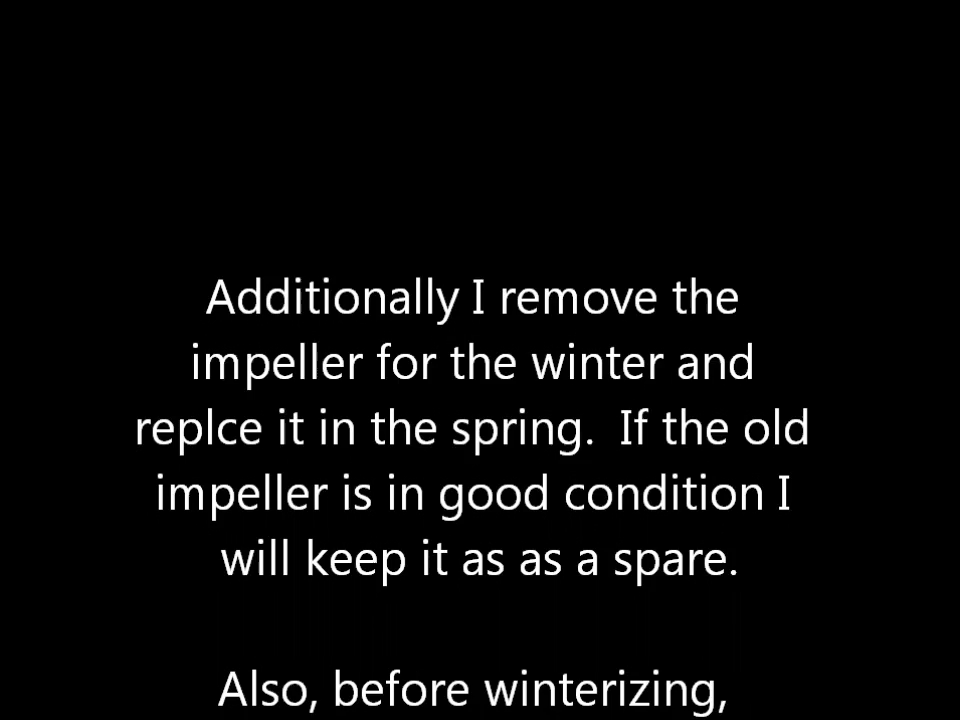 Additionally I remove the
impeller for the winter and
replce it in the spring.  If the old
impeller is in good condition I
will keep it as as a spare.
Also, before winterizing,